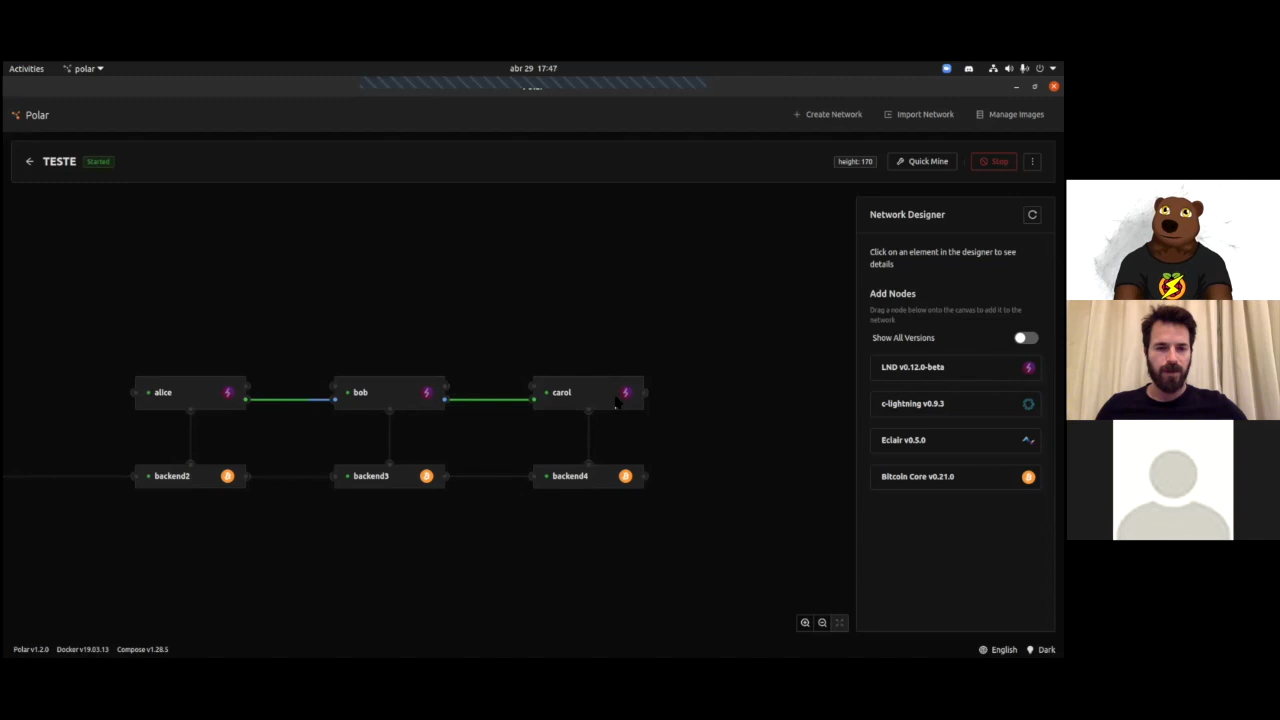 Activities
polar
abr 29 17:47
Polar
Create Network
Import Network
Manage Images
TESTE
Started
height: 170
Quick Mine
Stop
Network Designer
Click on an element in the designer to see
details
Add Nodes
Drag a node below onto the canvas to add it to the
network
Show All Versions
LND v0.12.0-beta
c-lightning v0.9.3
Eclair v0.5.0
Bitcoin Core v0.21.0
alice
bob
carol
backend2
backend3
backend4
Polar v1.2.0
Docker v19.03.13
Compose v1.28.5
English
Dark